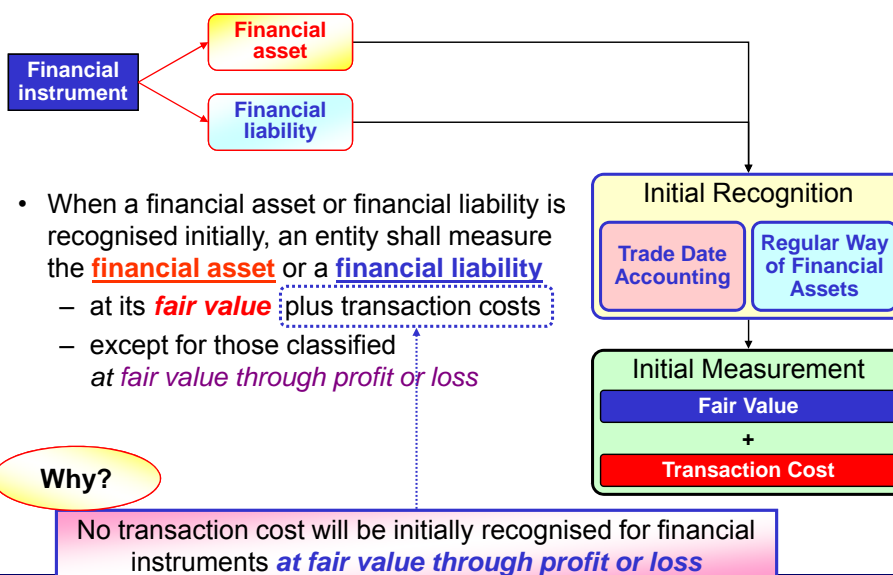 Financial
asset
Financial
instrument
Financial
liability
• When a financial asset or financial liability is
recognised initially, an entity shall measure
the financial asset or a financial liability
– at its fair value plus transaction costs
– except for those classified
at fair value through profit or loss
Initial Recognition
Trade Date
Accounting
Regular Way
of Financial
Assets
Initial Measurement
Fair Value
+
Transaction Cost
Why?
No transaction cost will be initially recognised for financial
instruments at fair value through profit or loss